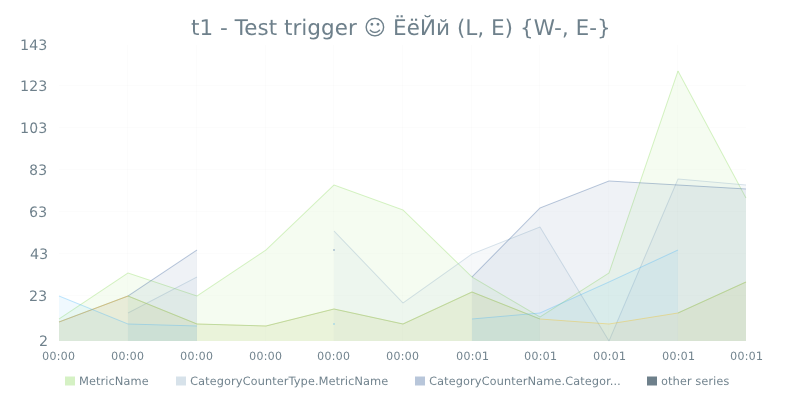 t1 - Test trigger ☺ ЁёЙй (L, E) {W-, E-}
143
123
103
83
63
43
23
2
00:00 00:00 00:00 00:00 00:00 00:00 00:01 00:01 00:01 00:01 00:01
MetricName CategoryCounterType.MetricName CategoryCounterName.Categor... other series